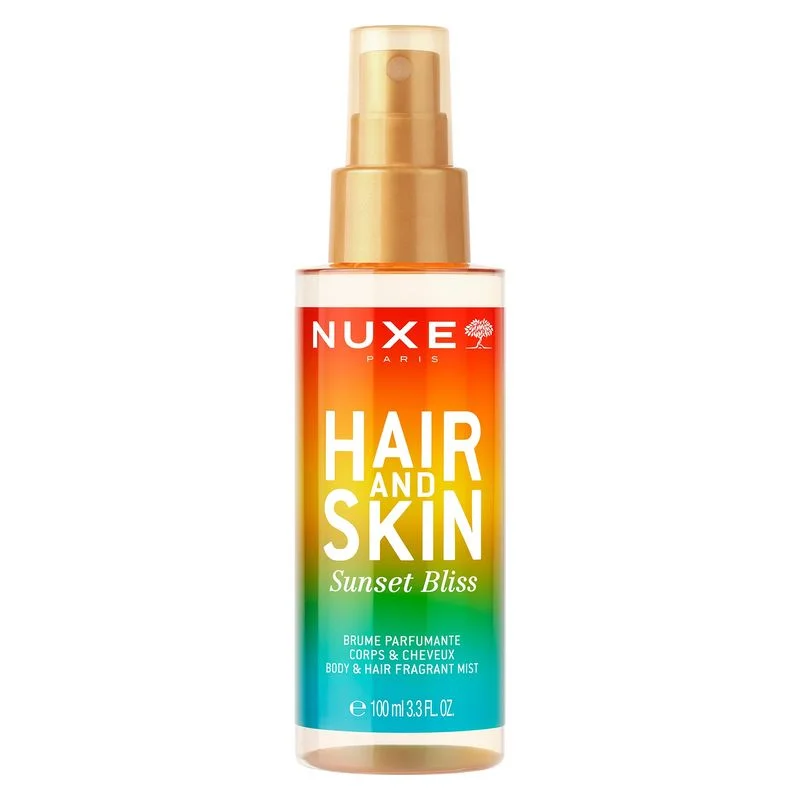 NUXE
PARIS
HAIR
AND
SKIN
Sunset Bliss
BRUME PARFUMANTE
CORPS & CHEVEUX
BODY & HAIR FRAGRANT MIST
℮ 100 ml 3.3 FL. OZ.